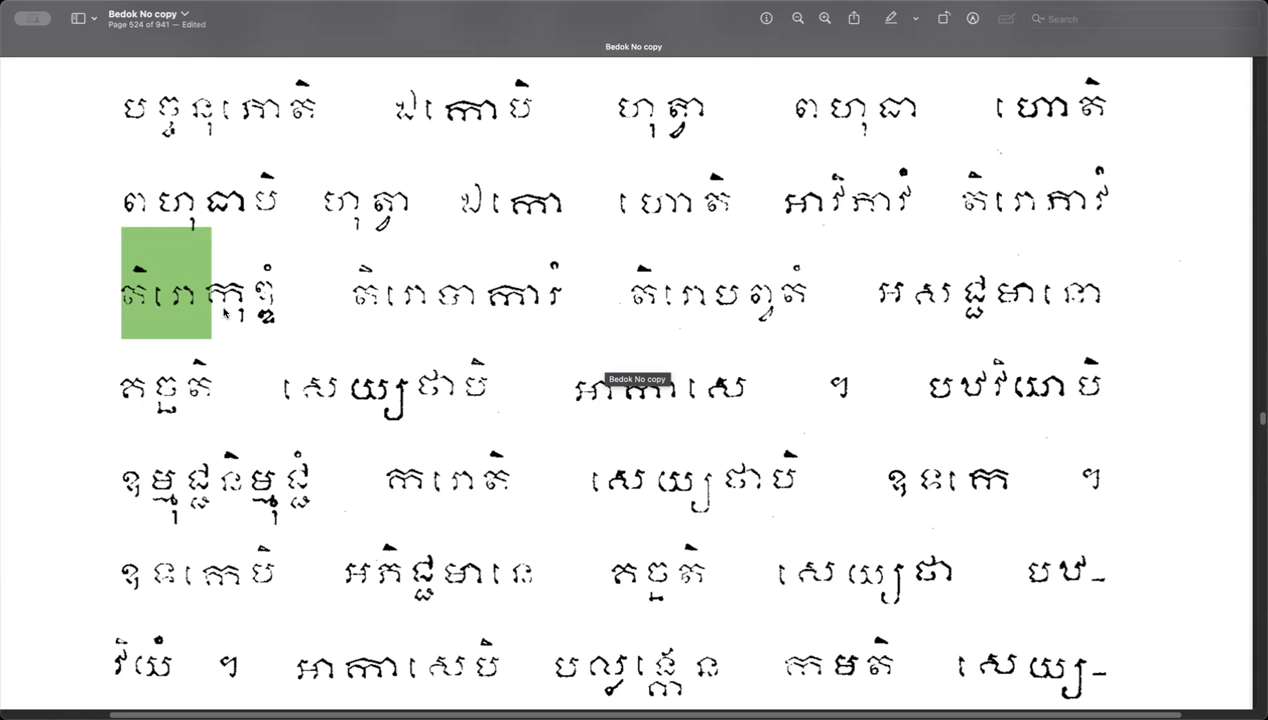 Bedok No copy
Page 524 of 941 — Edited
Search
Bedok No copy
បច្ចនុភោតិ ឯកោបិ ហុត្វា ពហុធា ហោតិ
ពហុធាបិ ហុត្វា ឯកោ ហោតិ អាវិភាវំ តិរោភាវំ
តិរោកុឌ្ឌំ តិរោបាការំ តិរោបព្វតំ អសជ្ជមានោ
គច្ឆតិ សេយ្យថាបិ អាកាសេ ។ បឋវិយាបិ
Bedok No copy
ឧម្មុជ្ជនិម្មុជ្ជំ ករោតិ សេយ្យថាបិ ឧទកេ ។
ឧទកេបិ អភិជ្ជមានេ គច្ឆតិ សេយ្យថា បឋ-
វិយំ ។ អាកាសេបិ បល្លង្កេន កមតិ សេយ្យ-